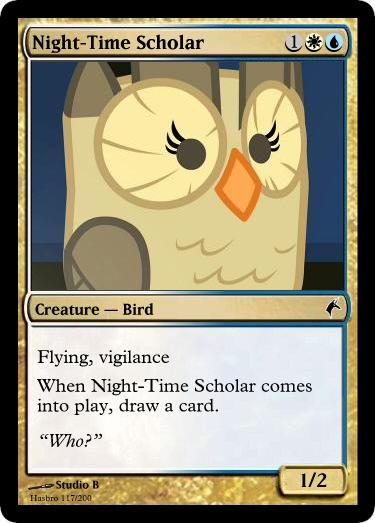 Night-Time Scholar 1
Creature — Bird
Flying, vigilance
When Night-Time Scholar comes
into play, draw a card.
“Who?”
1/2
Studio B
Hasbro 117/200